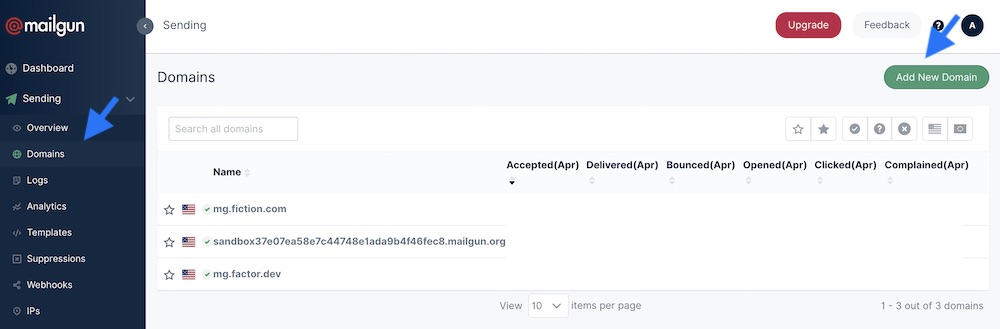 @mailgun
Sending
Upgrade
Feedback
?
A
Dashboard
Sending
Overview
Domains
Logs
Analytics
Templates
Suppressions
Webhooks
IPs
Domains
Add New Domain
Search all domains
Name
Accepted(Apr) Delivered(Apr) Bounced(Apr) Opened(Apr) Clicked(Apr) Complained(Apr)
mg.fiction.com
sandbox37e07ea58e7c44748e1ada9b4f46fec8.mailgun.org
mg.factor.dev
View 10 items per page
1 - 3 out of 3 domains